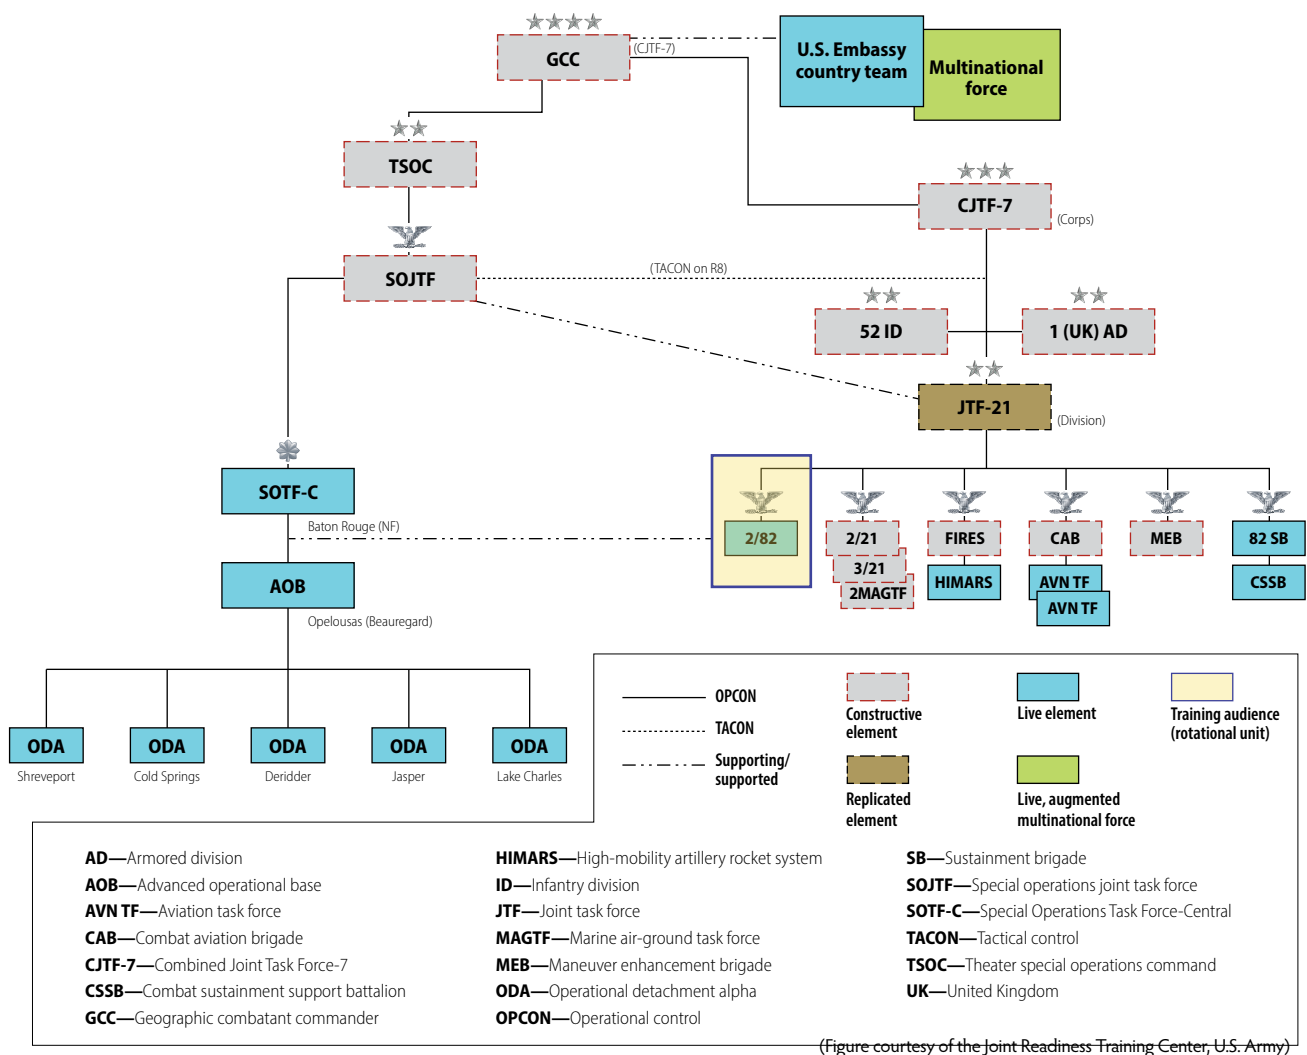 GCC
(CJTF-7)
U.S. Embassy
country team
Multinational
force
TSOC
CJTF-7
(Corps)
SOJTF
(TACON on R8)
52 ID
1 (UK) AD
JTF-21
(Division)
SOTF-C
Baton Rouge (NF)
2/82
2/21
3/21
2MAGTF
FIRES
HIMARS
CAB
AVN TF
AVN TF
MEB
82 SB
CSSB
AOB
Opelousas (Beauregard)
ODA
Shreveport
ODA
Cold Springs
ODA
Deridder
ODA
Jasper
ODA
Lake Charles
OPCON
TACON
Supporting/
supported
Constructive
element
Live element
Training audience
(rotational unit)
Replicated
element
Live, augmented
multinational force
AD—Armored division
AOB—Advanced operational base
AVN TF—Aviation task force
CAB—Combat aviation brigade
CJTF-7—Combined Joint Task Force-7
CSSB—Combat sustainment support battalion
GCC—Geographic combatant commander
HIMARS—High-mobility artillery rocket system
ID—Infantry division
JTF—Joint task force
MAGTF—Marine air-ground task force
MEB—Maneuver enhancement brigade
ODA—Operational detachment alpha
OPCON—Operational control
SB—Sustainment brigade
SOJTF—Special operations joint task force
SOTF-C—Special Operations Task Force-Central
TACON—Tactical control
TSOC—Theater special operations command
UK—United Kingdom
(Figure courtesy of the Joint Readiness Training Center, U.S. Army)